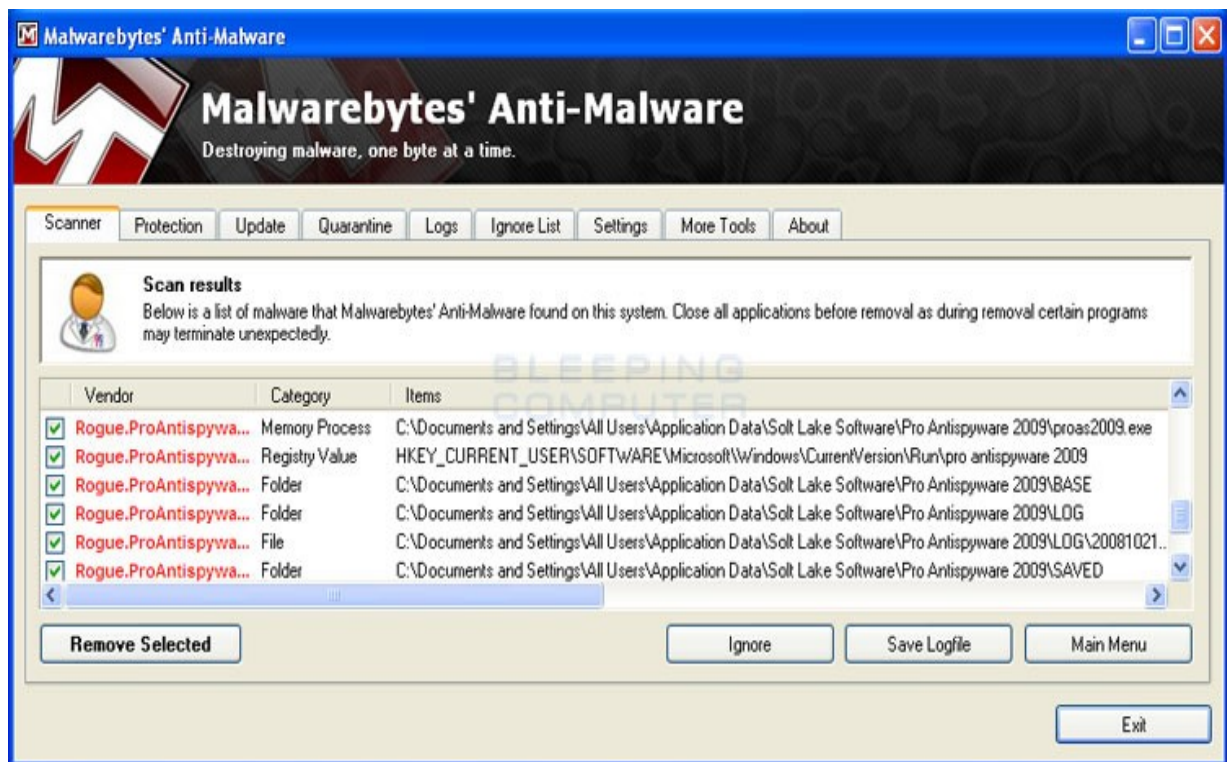 Malwarebytes' Anti-Malware
Malwarebytes' Anti-Malware
Destroying malware, one byte at a time.
Scanner Protection Update Quarantine Logs Ignore List Settings More Tools About
Scan results
Below is a list of malware that Malwarebytes' Anti-Malware found on this system. Close all applications before removal as during removal certain programs
may terminate unexpectedly.
BLEEPING
COMPUTER
Vendor Category Items
Rogue.ProAntispywa... Memory Process C:\Documents and Settings\All Users\Application Data\Solt Lake Software\Pro Antispyware 2009\proas2009.exe
Rogue.ProAntispywa... Registry Value HKEY_CURRENT_USER\SOFTWARE\Microsoft\Windows\CurrentVersion\Run\pro antispyware 2009
Rogue.ProAntispywa... Folder C:\Documents and Settings\All Users\Application Data\Solt Lake Software\Pro Antispyware 2009\BASE
Rogue.ProAntispywa... Folder C:\Documents and Settings\All Users\Application Data\Solt Lake Software\Pro Antispyware 2009\LOG
Rogue.ProAntispywa... File C:\Documents and Settings\All Users\Application Data\Solt Lake Software\Pro Antispyware 2009\LOG\20081021...
Rogue.ProAntispywa... Folder C:\Documents and Settings\All Users\Application Data\Solt Lake Software\Pro Antispyware 2009\SAVED
Remove Selected Ignore Save Logfile Main Menu
Exit